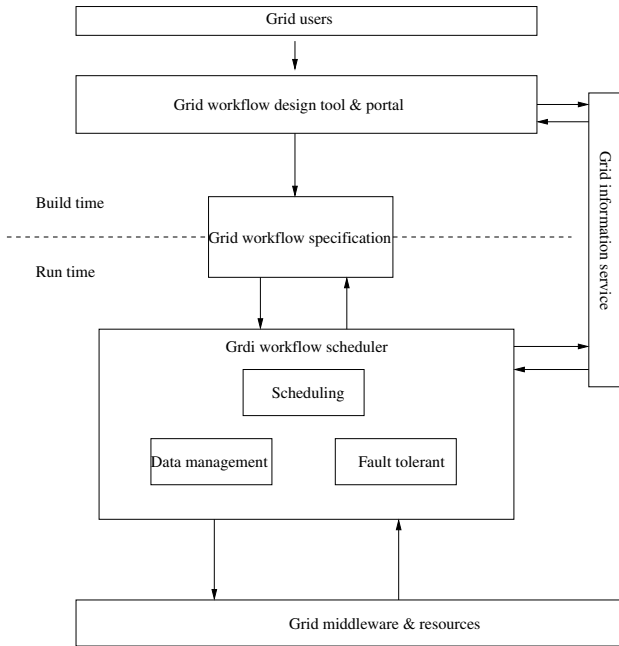 Grid users
Grid workflow design tool & portal
Grid information service
Build time
Grid workflow specification
Run time
Grdi workflow scheduler
Scheduling
Data management
Fault tolerant
Grid middleware & resources